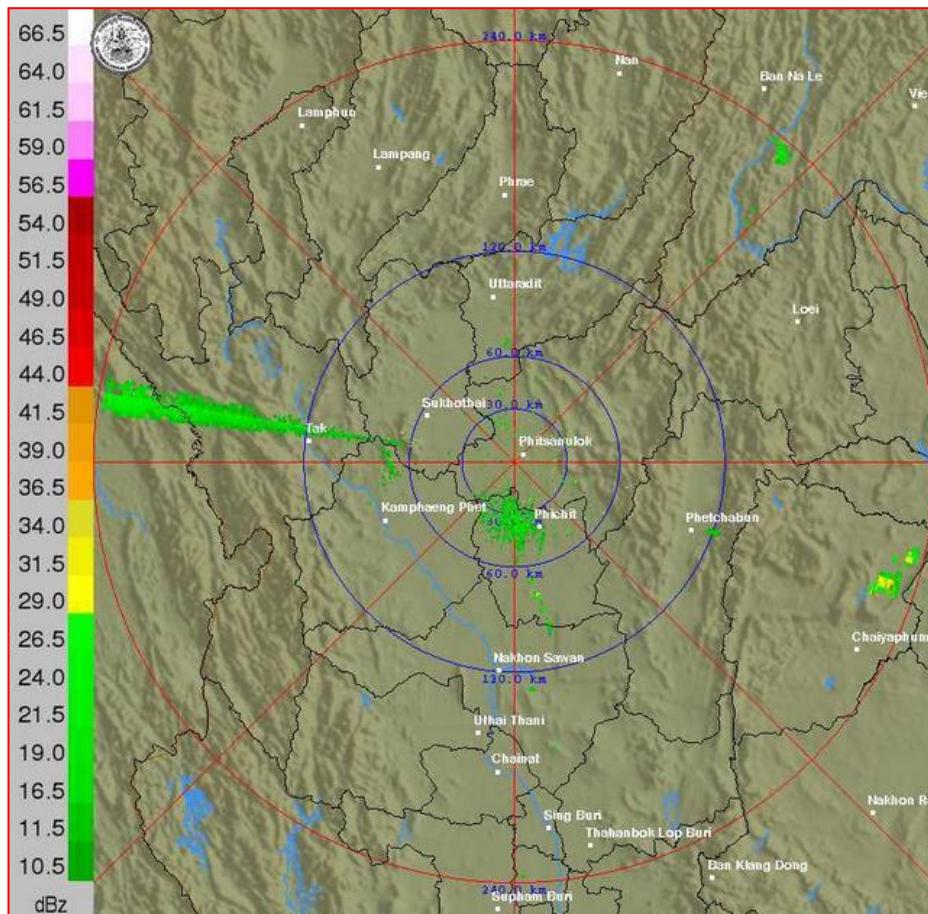 66.5
64.0
61.5
59.0
56.5
54.0
51.5
49.0
46.5
44.0
41.5
39.0
36.5
34.0
31.5
29.0
26.5
24.0
21.5
19.0
16.5
11.5
10.5
dBz
240.0 km
Nan
Ban Na Le
Vie
Lamphun
Lampang
Phrae
120.0 km
Uttaradit
Loei
60.0 km
30.0 km
Sukhothai
Tak
Phitsanulok
Kamphaeng Phet
Phichit
Phetchabun
60.0 km
Chaiyaphum
Nakhon Sawan
120.0 km
Uthai Thani
Chainat
Nakhon Ra
Sing Buri
Thahanbok Lop Buri
Ban Klang Dong
240.0 km
Supham Buri